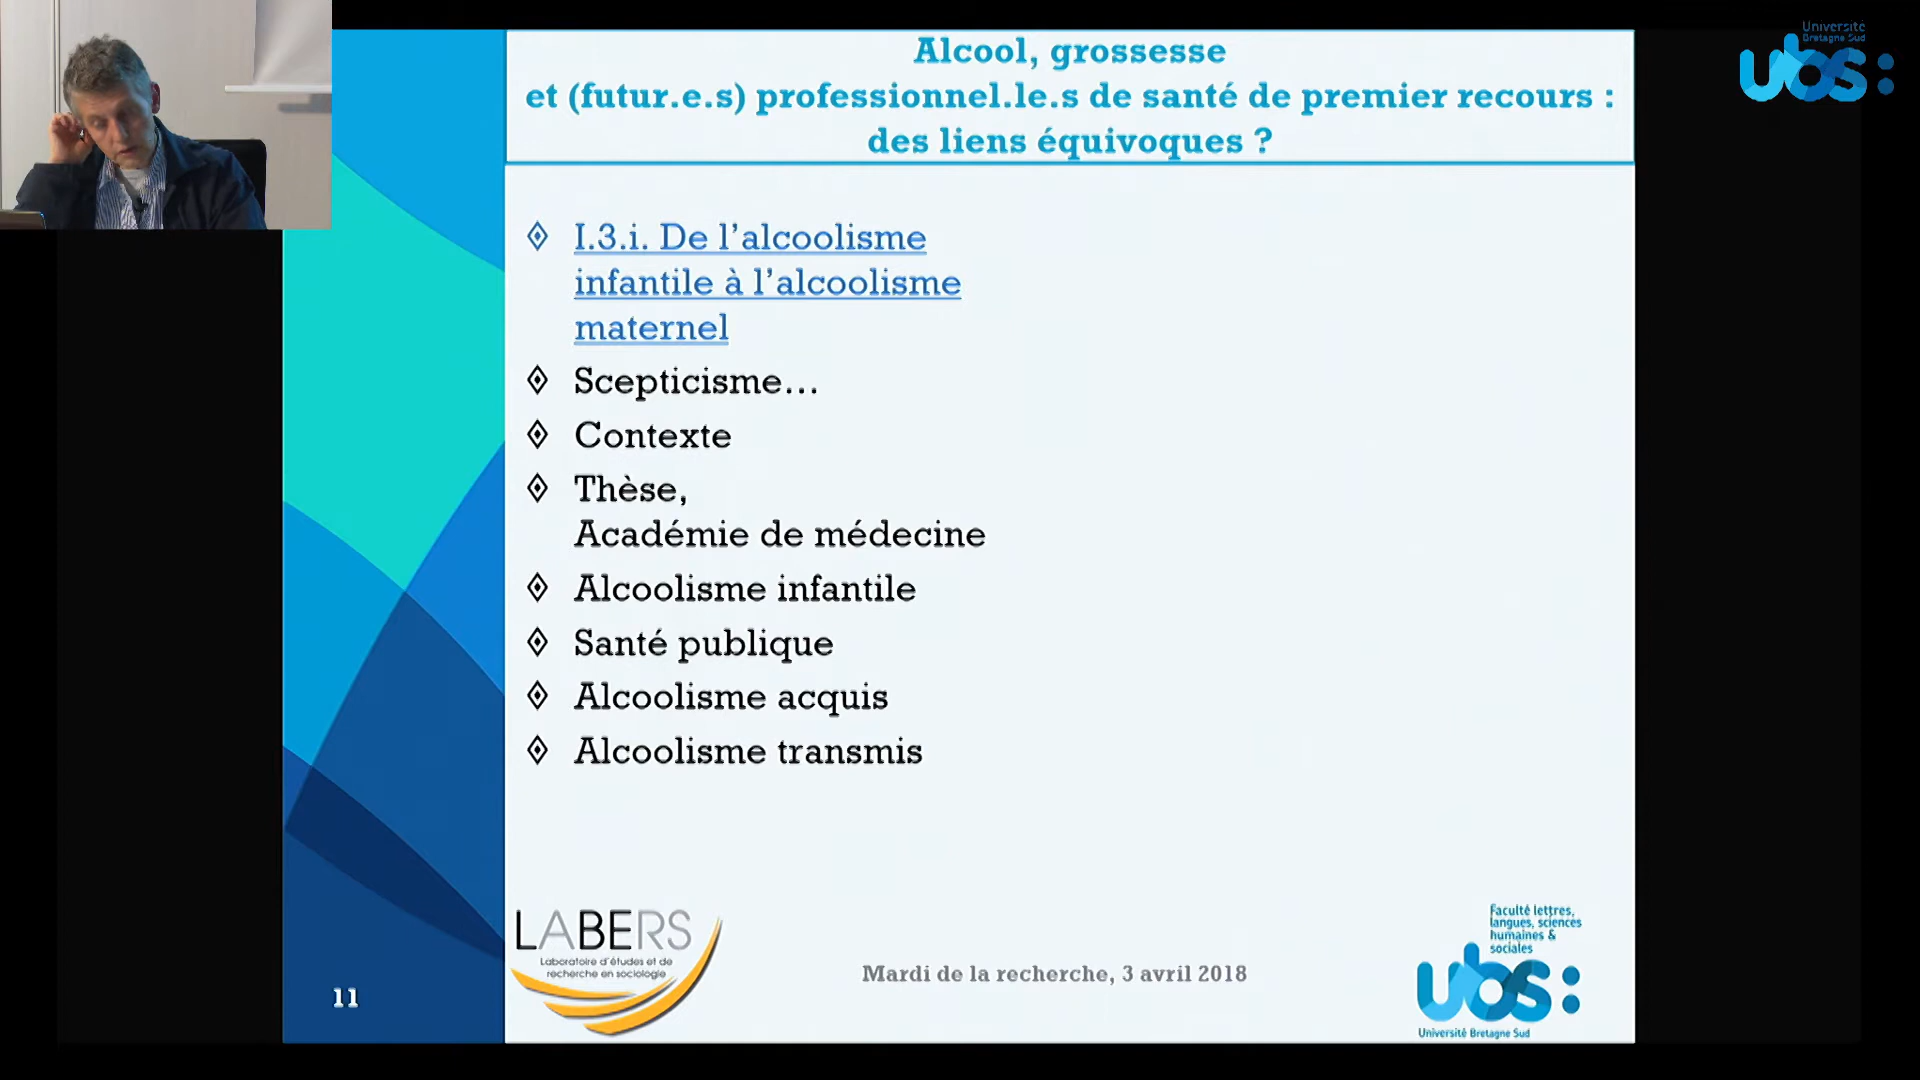 Alcool, grossesse
et (futur.e.s) professionnel.le.s de santé de premier recours :
des liens équivoques ?
Université
Bretagne Sud
ubs:
I.3.i. De l’alcoolisme
infantile à l’alcoolisme
maternel
Scepticisme…
Contexte
Thèse,
Académie de médecine
Alcoolisme infantile
Santé publique
Alcoolisme acquis
Alcoolisme transmis
LABERS
Laboratoire d'études et de
recherche en sociologie
Mardi de la recherche, 3 avril 2018
11
Faculté lettres,
langues, sciences
humaines &
sociales
ubs:
Université Bretagne Sud